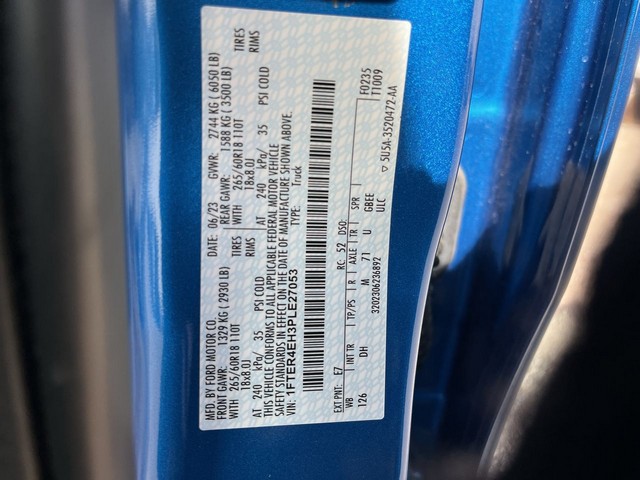 MFD. BY FORD MOTOR CO.
DATE: 06/23 GVWR: 2744 KG ( 6050 LB)
FRONT GAWR: 1329 KG ( 2930 LB)
REAR GAWR: 1588 KG ( 3500 LB)
WITH 265/60R18 110T TIRES
WITH 265/60R18 110T TIRES
18x8.0J RIMS
18x8.0J RIMS
AT 240 kPa/ 35 PSI COLD
AT 240 kPa/ 35 PSI COLD
THIS VEHICLE CONFORMS TO ALL APPLICABLE FEDERAL MOTOR VEHICLE
SAFETY STANDARDS IN EFFECT ON THE DATE OF MANUFACTURE SHOWN ABOVE.
VIN: 1FTER4EH3PLE27053
TYPE: Truck
F0235
T1009
EXT PNT: E7 RC: 52 DSO:
WB INT TR TP/PS R AXLE TR SPR
126 DH M 71 U GBEE
ULC
3202306236892
5U5A-3520472-AA